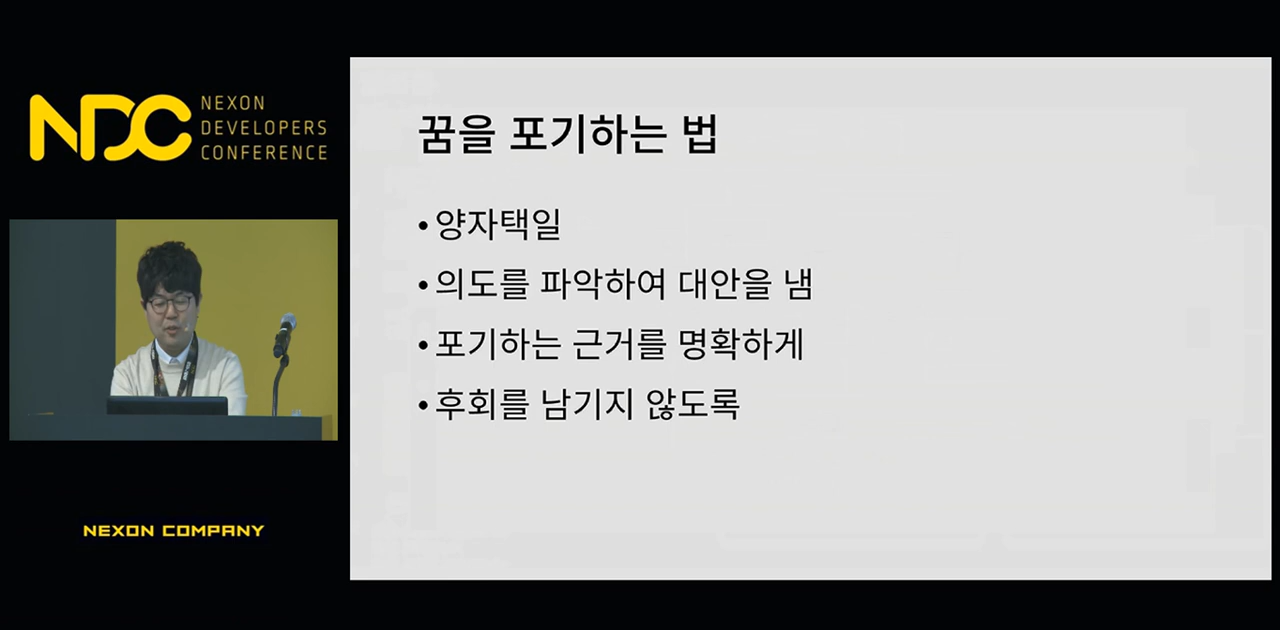 NDC
NEXON
DEVELOPERS
CONFERENCE
꿈을 포기하는 법
• 양자택일
• 의도를 파악하여 대안을 냄
• 포기하는 근거를 명확하게
• 후회를 남기지 않도록
NEXON COMPANY